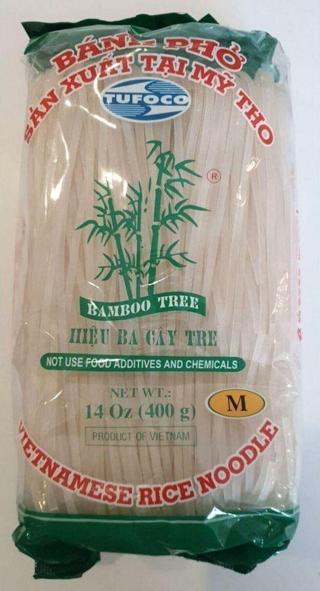 BÁNH PHỞ
SẢN XUẤT TẠI MỸ THO
TUFOCO
®
BAMBOO TREE
HIỆU BA CÂY TRE
NOT USE FOOD ADDITIVES AND CHEMICALS
NET WT.:
14 Oz (400 g)
M
PRODUCT OF VIETNAM
VIETNAMESE RICE NOODLE